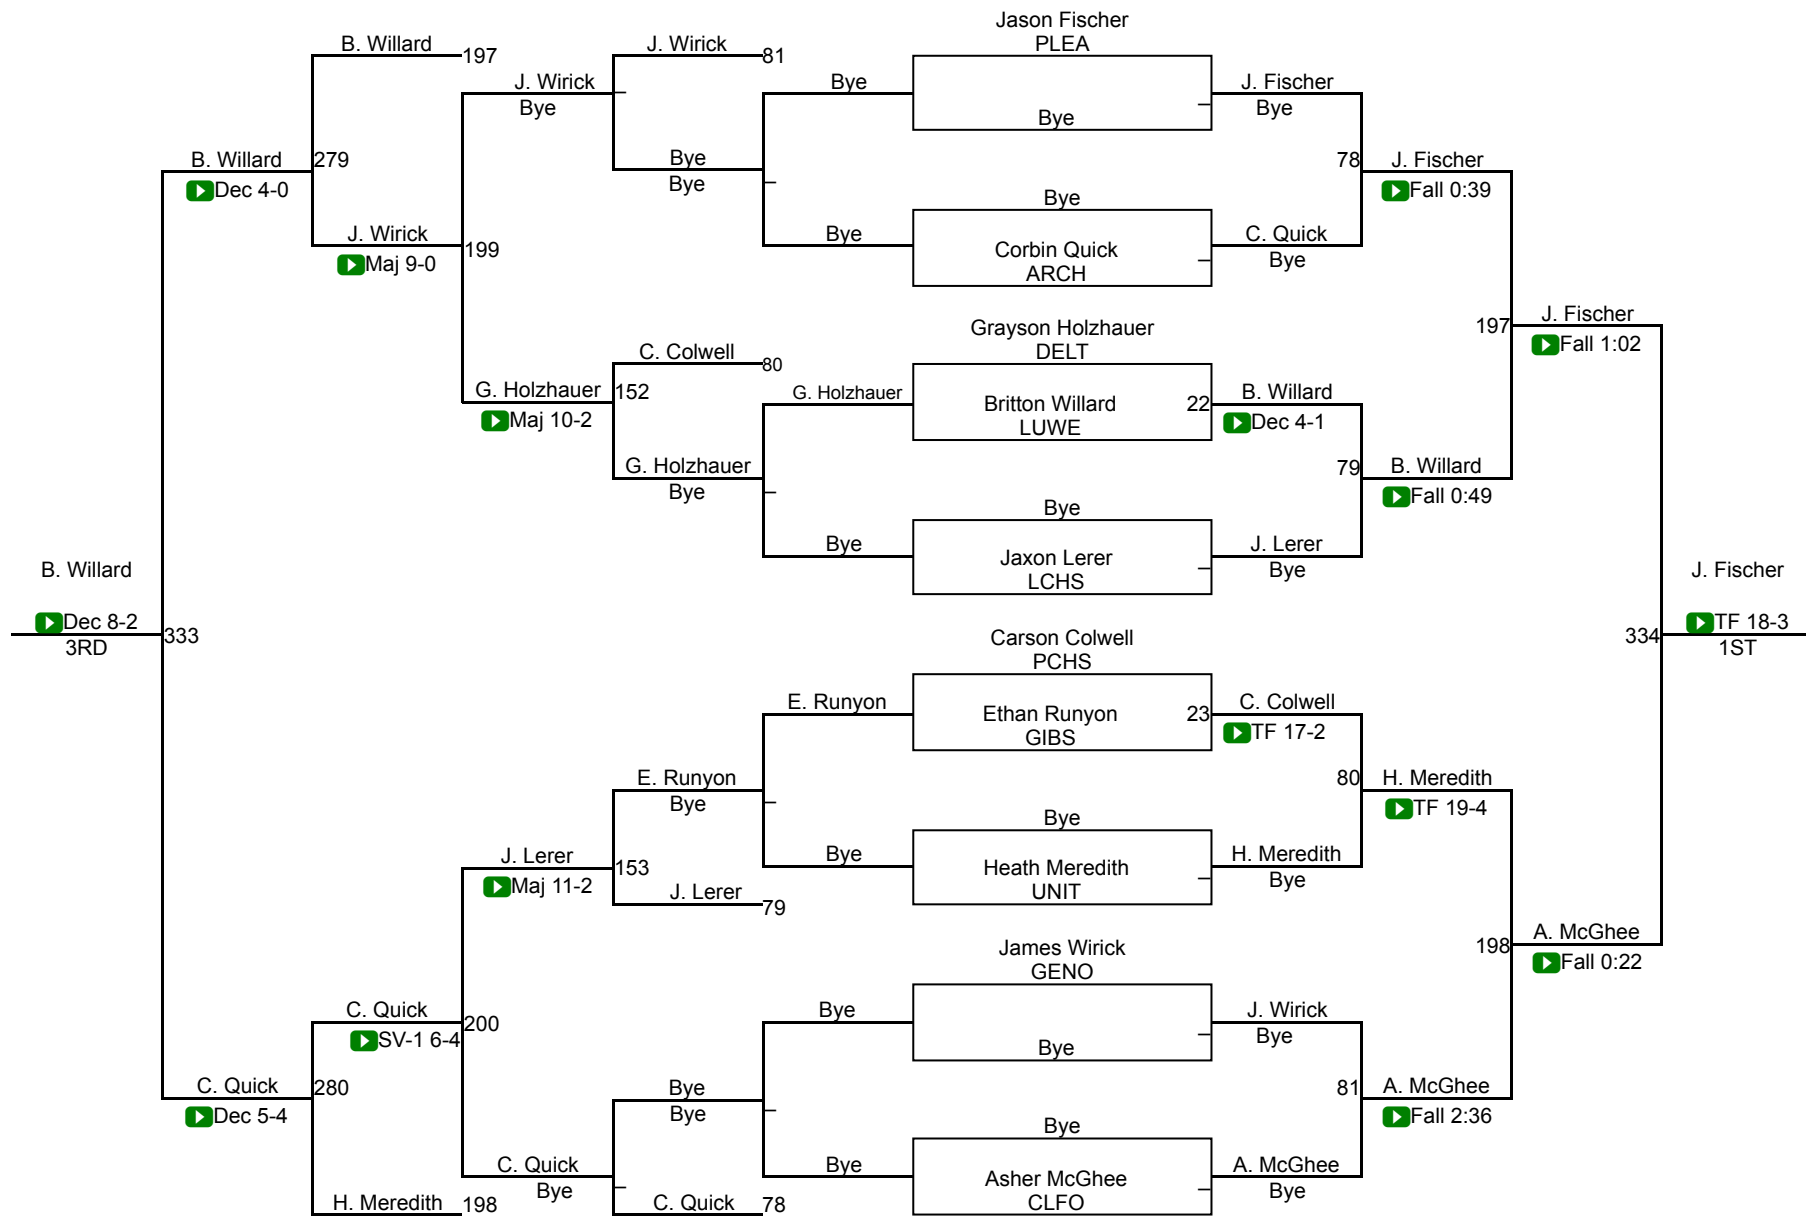 Jason Fischer
B. Willard
197
J. Wirick
81
PLEA
J. Wirick
Bye
Bye
J. Fischer
Bye
Bye
B. Willard
279
Dec 4-0
Bye
Bye
78
J. Fischer
Fall 0:39
Bye
J. Wirick
199
Maj 9-0
Bye
Corbin Quick
ARCH
C. Quick
Bye
Grayson Holzhauer
DELT
197
J. Fischer
Fall 1:02
C. Colwell
80
G. Holzhauer
152
Maj 10-2
G. Holzhauer
Britton Willard
LUWE
22
B. Willard
Dec 4-1
G. Holzhauer
Bye
79
B. Willard
Fall 0:49
Bye
Bye
Jaxon Lerer
LCHS
J. Lerer
Bye
B. Willard
Dec 8-2
3RD
333
J. Fischer
334
TF 18-3
1ST
Carson Colwell
PCHS
E. Runyon
Ethan Runyon
GIBS
23
C. Colwell
TF 17-2
E. Runyon
Bye
80
H. Meredith
TF 19-4
Bye
Bye
Heath Meredith
UNIT
H. Meredith
Bye
J. Lerer
153
Maj 11-2
J. Lerer
79
James Wirick
GENO
198
A. McGhee
Fall 0:22
C. Quick
200
SV-1 6-4
Bye
Bye
J. Wirick
Bye
C. Quick
280
Dec 5-4
Bye
Bye
81
A. McGhee
Fall 2:36
Bye
C. Quick
Bye
Bye
Asher McGhee
CLFO
A. McGhee
Bye
H. Meredith
198
C. Quick
78